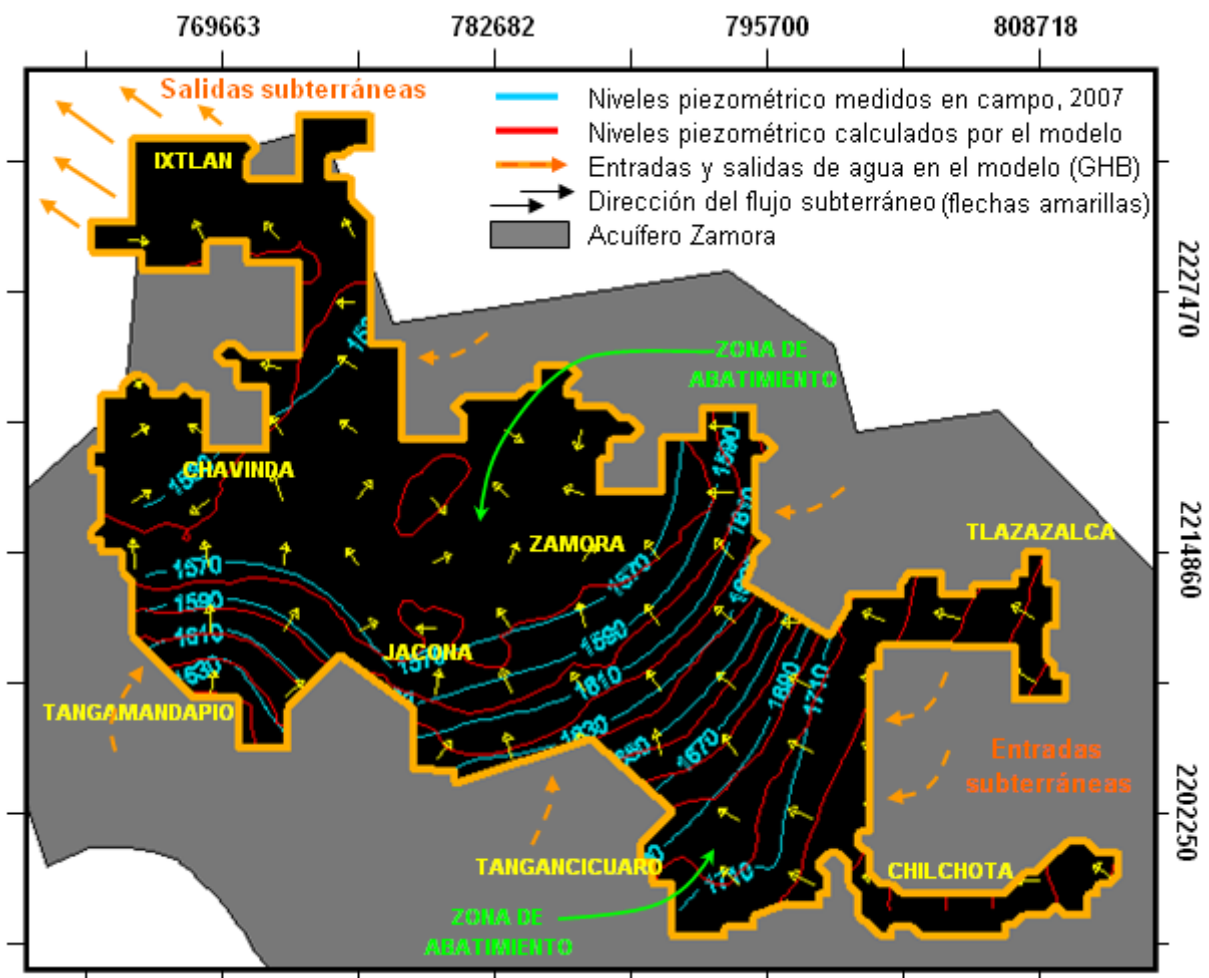 769663 782682 795700 808718
Salidas subterráneas
Niveles piezométrico medidos en campo, 2007
Niveles piezométrico calculados por el modelo
Entradas y salidas de agua en el modelo (GHB)
Dirección del flujo subterráneo (flechas amarillas)
Acuífero Zamora
IXTLAN
2227470
ZONA DE
ABATIMIENTO
1590
1610
CHAVINDA
ZAMORA
TLAZAZALCA
2214860
1570
1570
1590
1590
1610
1610
1630
1630
1570
JACONA
1650
1670
1690
1710
TANGAMANDAPIO
Entradas
subterráneas
2202250
TANGANCICUARO
CHILCHOTA
1710
ZONA DE
ABATIMIENTO